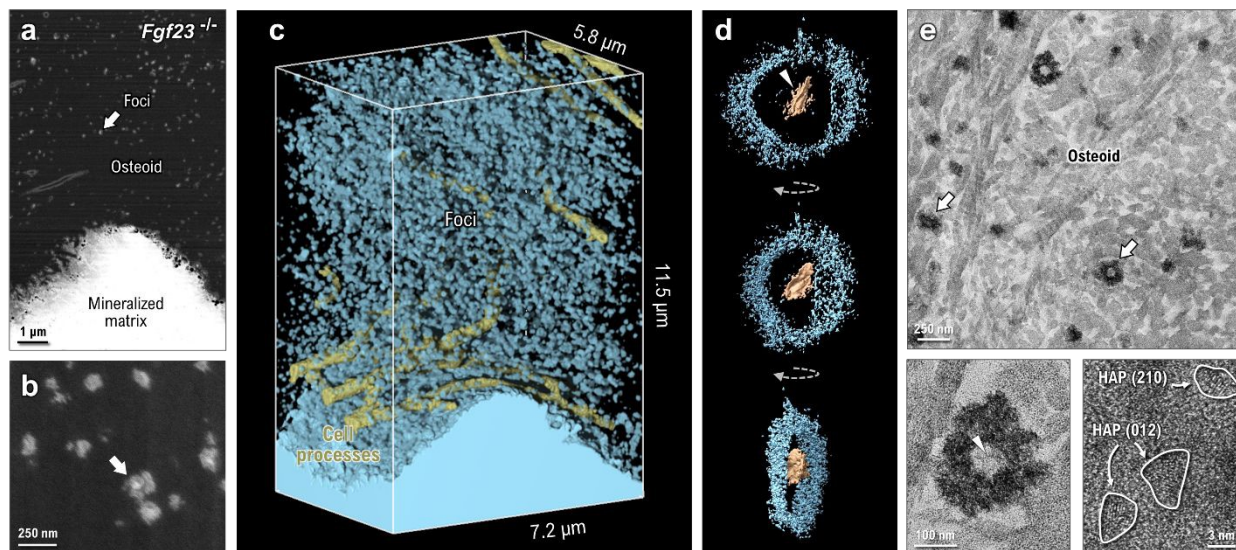 a
Fgf23 -/-
Foci
Osteoid
Mineralized
matrix
1 µm
b
250 nm
c
5.8 µm
Foci
11.5 µm
Cell
processes
7.2 µm
d
e
Osteoid
250 nm
100 nm
HAP (210)
HAP (012)
3 nm